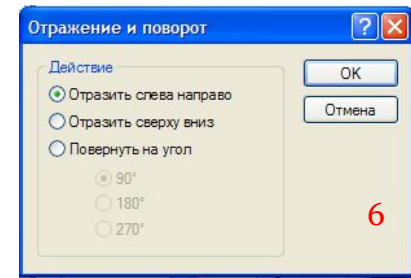 Отражение и поворот
Действие
Отразить слева направо
Отразить сверху вниз
Повернуть на угол
90°
180°
270°
OK
Отмена
6